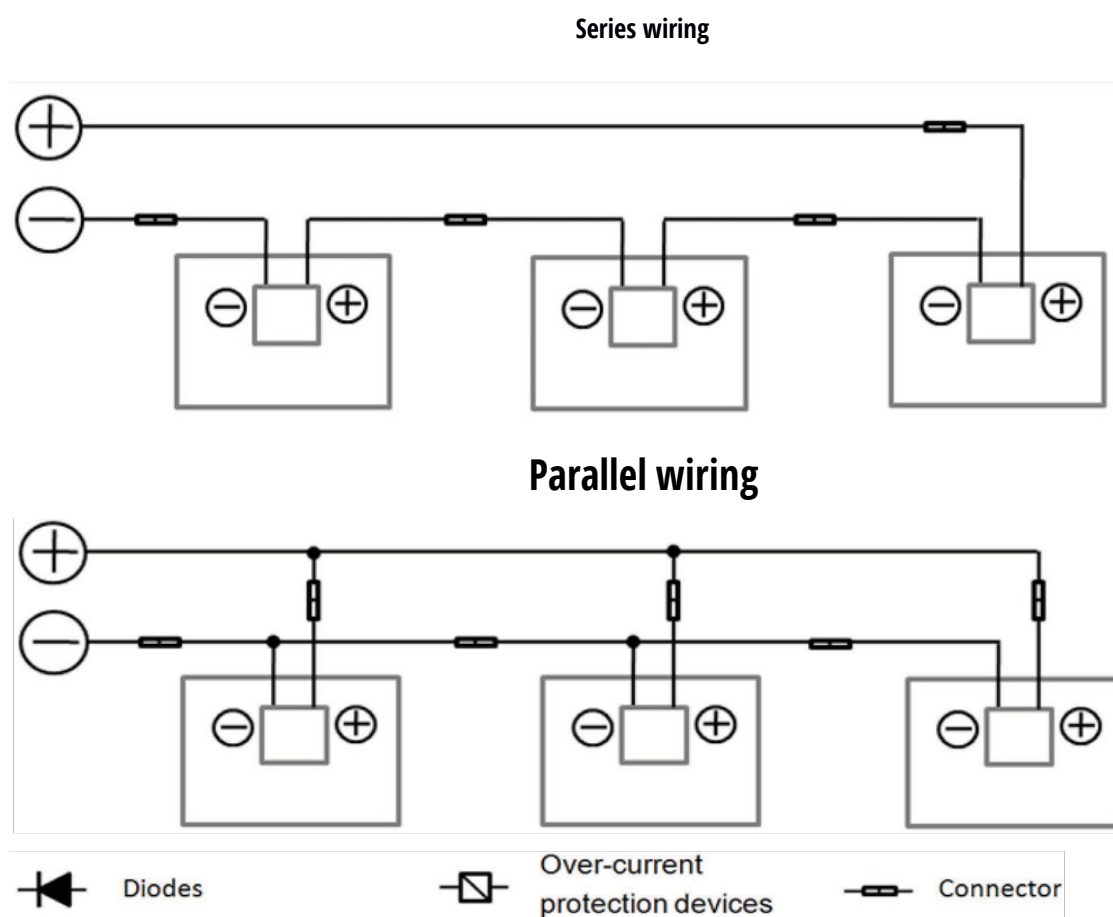 Series wiring
Parallel wiring
Diodes
Over-current
protection devices
Connector